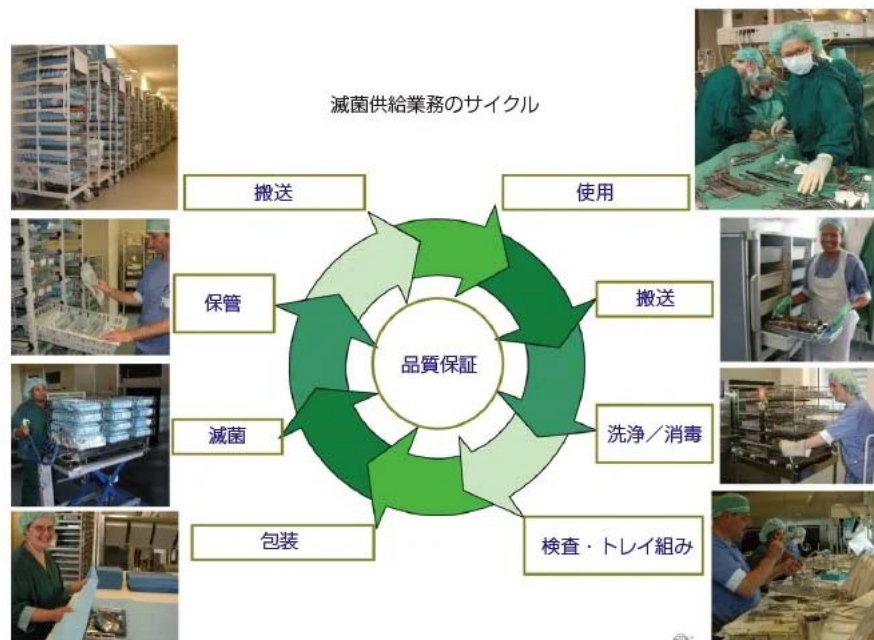 滅菌供給業務のサイクル
搬送
使用
保管
搬送
品質保証
滅菌
洗浄／消毒
包装
検査・トレイ組み